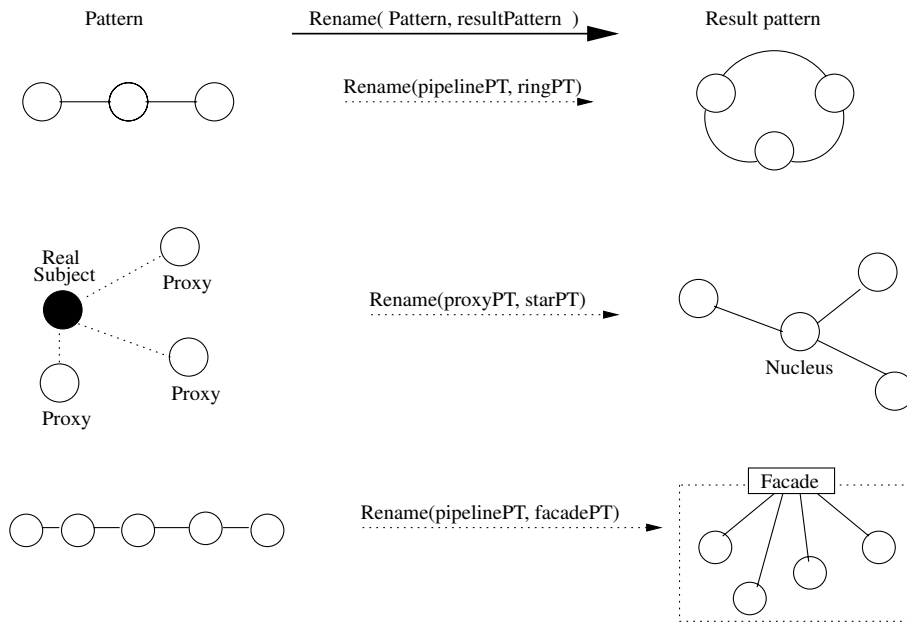 Pattern
Rename( Pattern, resultPattern )
Result pattern
Rename(pipelinePT, ringPT)
Real
Subject
Proxy
Proxy
Proxy
Rename(proxyPT, starPT)
Nucleus
Rename(pipelinePT, facadePT)
Facade